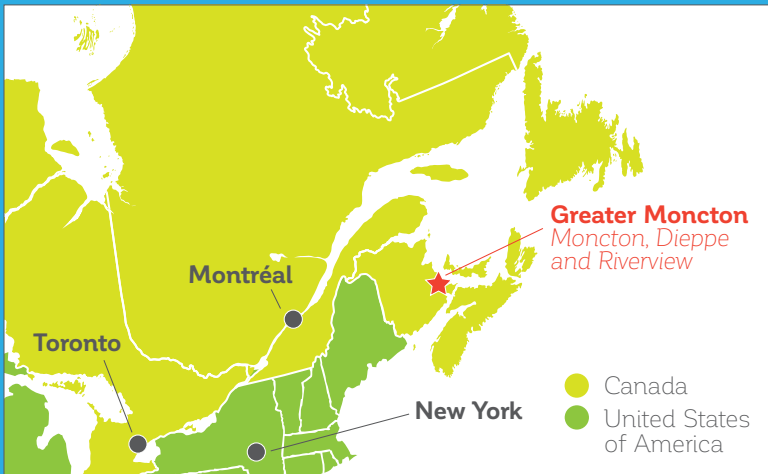 Greater Moncton
Moncton, Dieppe
and Riverview
Montréal
Toronto
New York
Canada
United States
of America